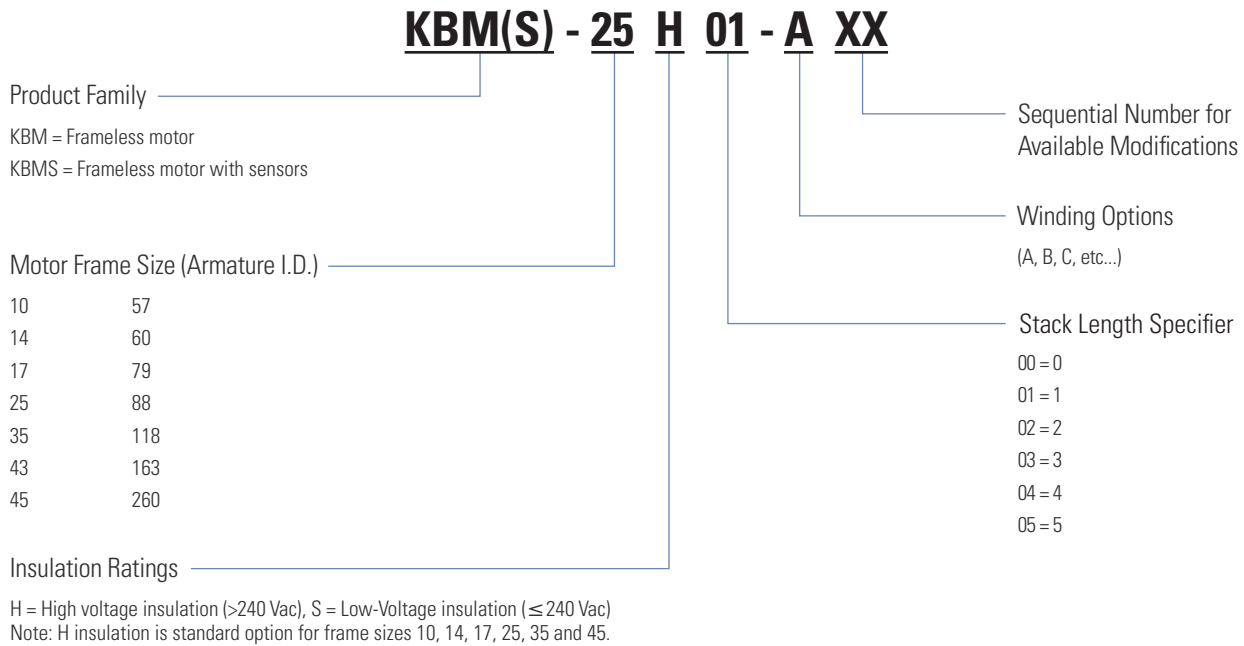 KBM(S) - 25 H 01 - A XX
Product Family
KBM = Frameless motor
KBMS = Frameless motor with sensors
Motor Frame Size (Armature I.D.)
10 57
14 60
17 79
25 88
35 118
43 163
45 260
Insulation Ratings
H = High voltage insulation (>240 Vac), S = Low-Voltage insulation (≤240 Vac)
Note: H insulation is standard option for frame sizes 10, 14, 17, 25, 35 and 45.
Sequential Number for
Available Modifications
Winding Options
(A, B, C, etc...)
Stack Length Specifier
00 = 0
01 = 1
02 = 2
03 = 3
04 = 4
05 = 5